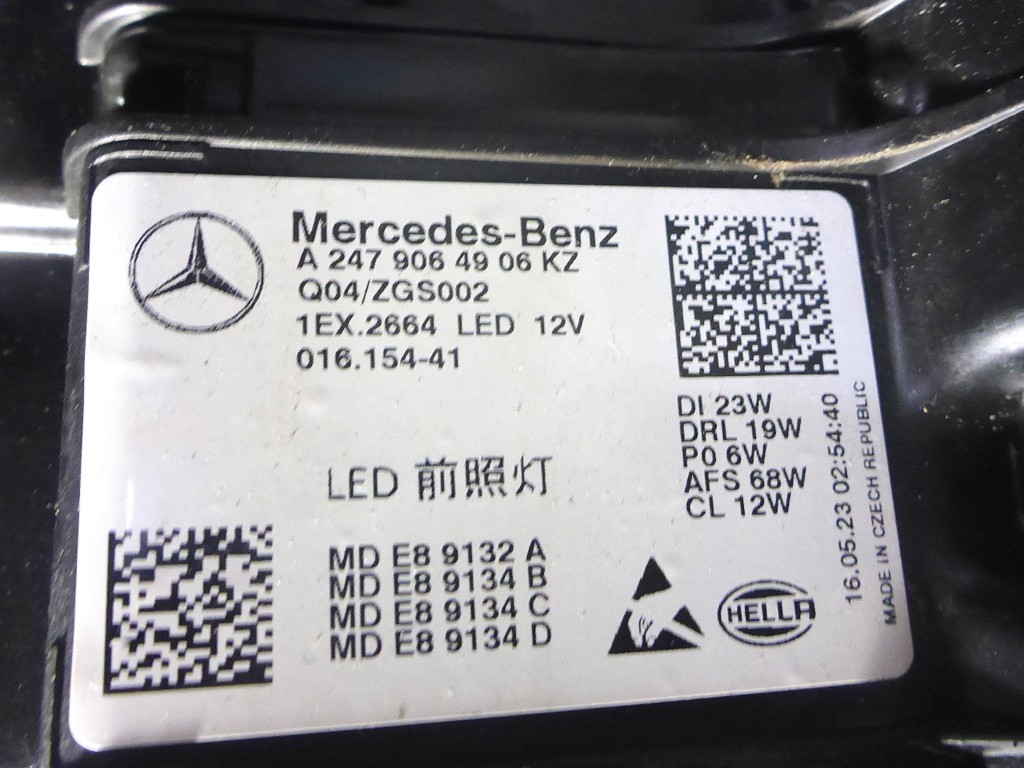 Mercedes-Benz
A 247 906 49 06 KZ
Q04/ZGS002
1EX.2664 LED 12V
016.154-41
DI 23W
DRL 19W
PO 6W
AFS 68W
CL 12W
16.05.23 02:54:40
MADE IN CZECH REPUBLIC
LED 前照灯
MD E8 9132 A
MD E8 9134 B
MD E8 9134 C
MD E8 9134 D
HELLA